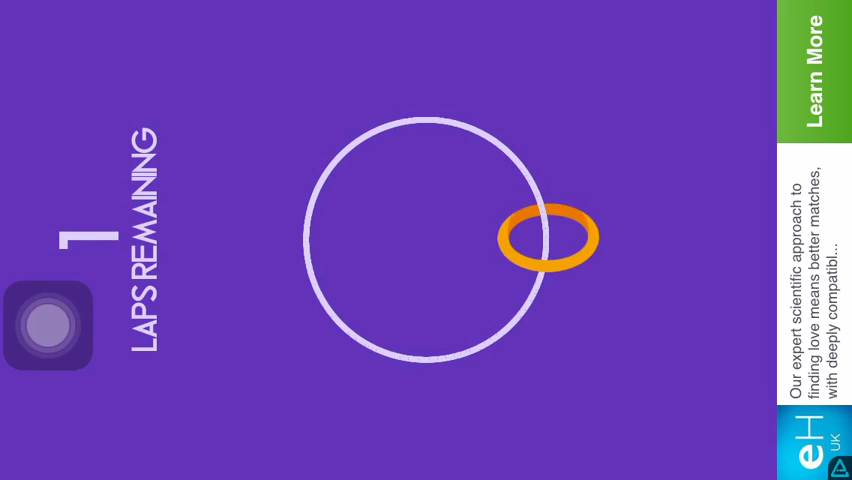 1
LAPS REMAINING
Our expert scientific approach to
finding love means better matches,
with deeply compatibl...
Learn More
eH
UK